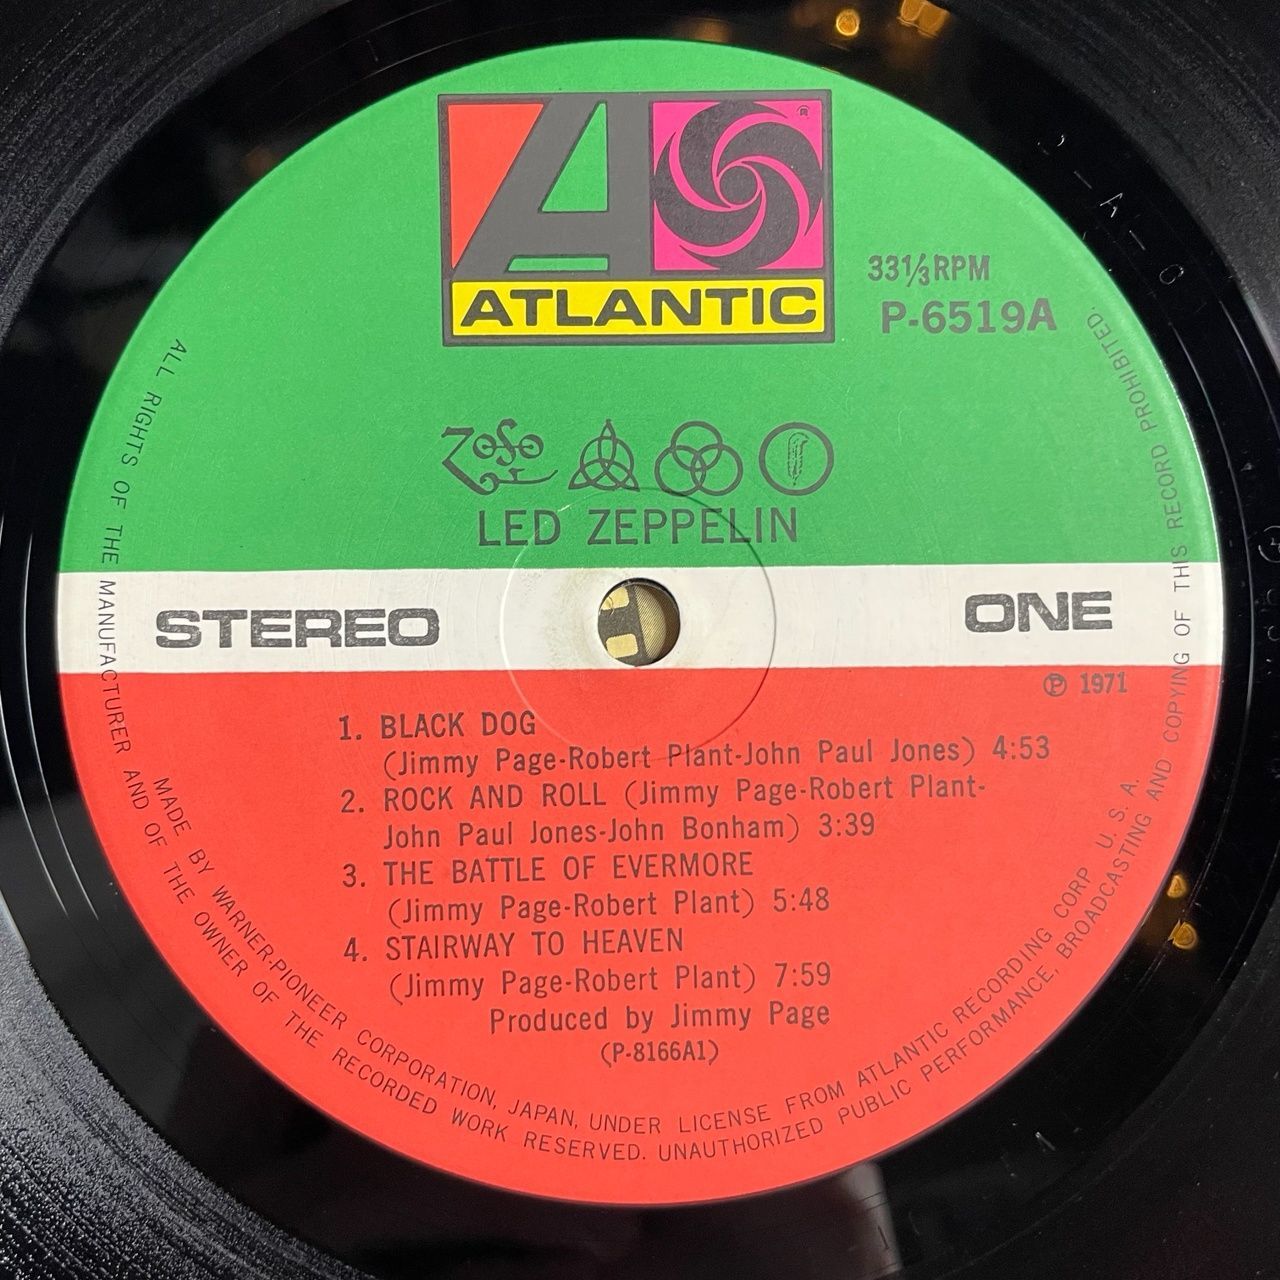 ATLANTIC
®
33⅓RPM
P-6519A
ZOSO
LED ZEPPELIN
STEREO
ONE
℗ 1971
1. BLACK DOG
(Jimmy Page-Robert Plant-John Paul Jones) 4:53
2. ROCK AND ROLL (Jimmy Page-Robert Plant-
John Paul Jones-John Bonham) 3:39
3. THE BATTLE OF EVERMORE
(Jimmy Page-Robert Plant) 5:48
4. STAIRWAY TO HEAVEN
(Jimmy Page-Robert Plant) 7:59
Produced by Jimmy Page
(P-8166A1)
MADE BY WARNER-PIONEER CORPORATION, JAPAN, UNDER LICENSE FROM ATLANTIC RECORDING CORP U. S. A.
ALL RIGHTS OF THE MANUFACTURER AND OF THE OWNER OF THE RECORDED WORK RESERVED. UNAUTHORIZED PUBLIC PERFORMANCE, BROADCASTING AND COPYING OF THIS RECORD PROHIBITED.